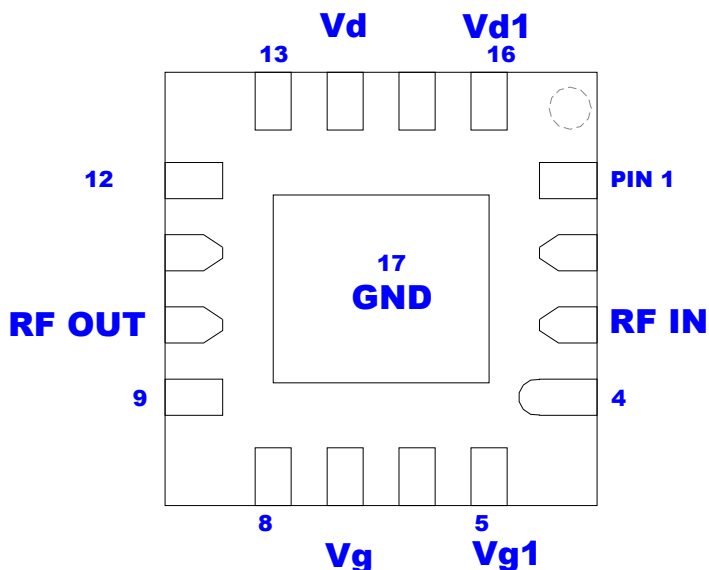 Vd Vd1
13 16
12 PIN 1
17
GND
RF OUT RF IN
9 4
8 5
Vg Vg1